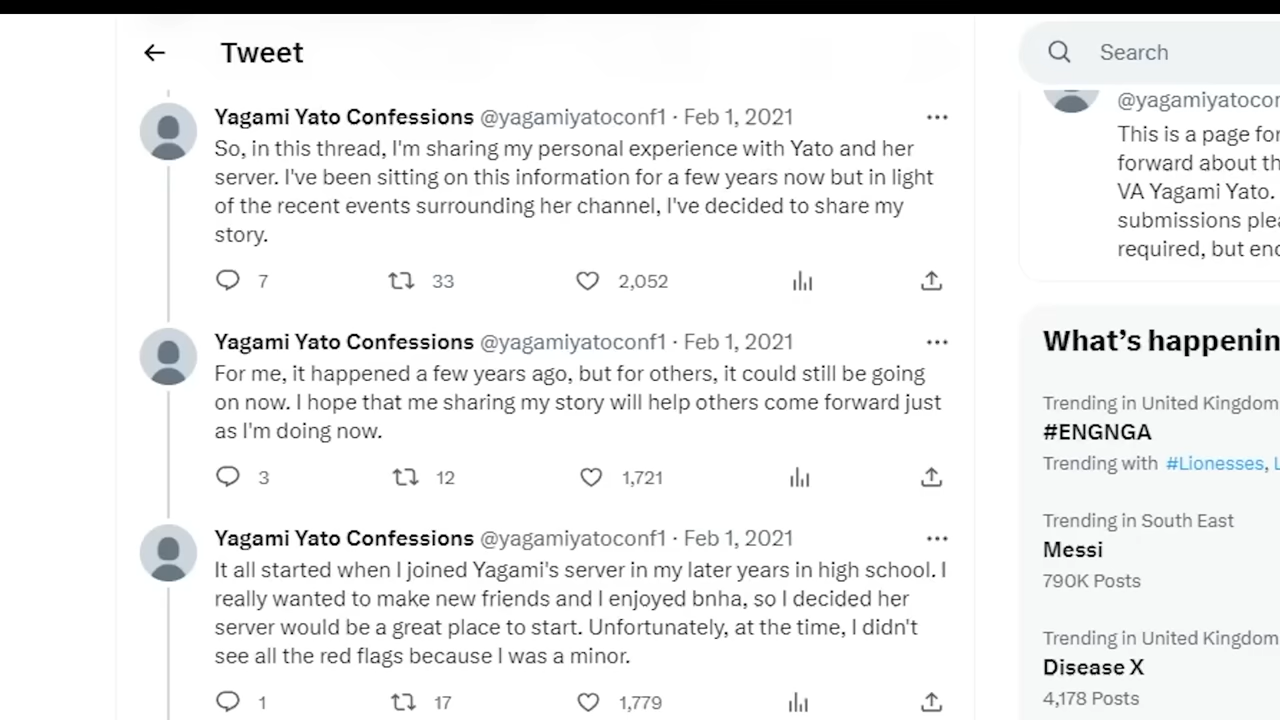 Tweet
Yagami Yato Confessions @yagamiyatoconf1 · Feb 1, 2021
So, in this thread, I'm sharing my personal experience with Yato and her
server. I've been sitting on this information for a few years now but in light
of the recent events surrounding her channel, I've decided to share my
story.
7 33 2,052
Yagami Yato Confessions @yagamiyatoconf1 · Feb 1, 2021
For me, it happened a few years ago, but for others, it could still be going
on now. I hope that me sharing my story will help others come forward just
as I'm doing now.
3 12 1,721
Yagami Yato Confessions @yagamiyatoconf1 · Feb 1, 2021
It all started when I joined Yagami's server in my later years in high school. I
really wanted to make new friends and I enjoyed bnha, so I decided her
server would be a great place to start. Unfortunately, at the time, I didn't
see all the red flags because I was a minor.
1 17 1,779
Search
@yagamiyatocon
This is a page for
forward about th
VA Yagami Yato.
submissions plea
required, but enc
What's happenin
Trending in United Kingdom
#ENGNGA
Trending with #Lionesses, L
Trending in South East
Messi
790K Posts
Trending in United Kingdom
Disease X
4,178 Posts